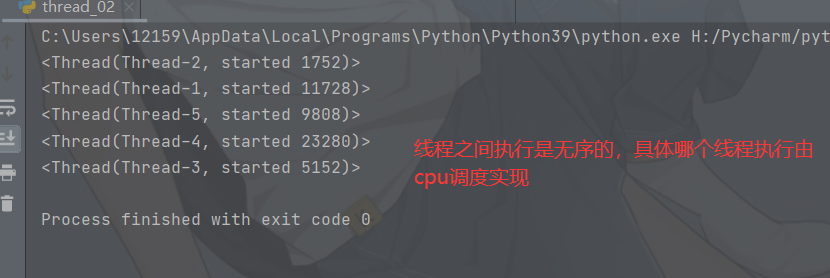 thread_02
C:\Users\12159\AppData\Local\Programs\Python\Python39\python.exe H:/Pycharm/pyt
<Thread(Thread-2, started 1752)>
<Thread(Thread-1, started 11728)>
<Thread(Thread-5, started 9808)>
<Thread(Thread-4, started 23280)>
<Thread(Thread-3, started 5152)>
线程之间执行是无序的，具体哪个线程执行由
cpu调度实现
Process finished with exit code 0